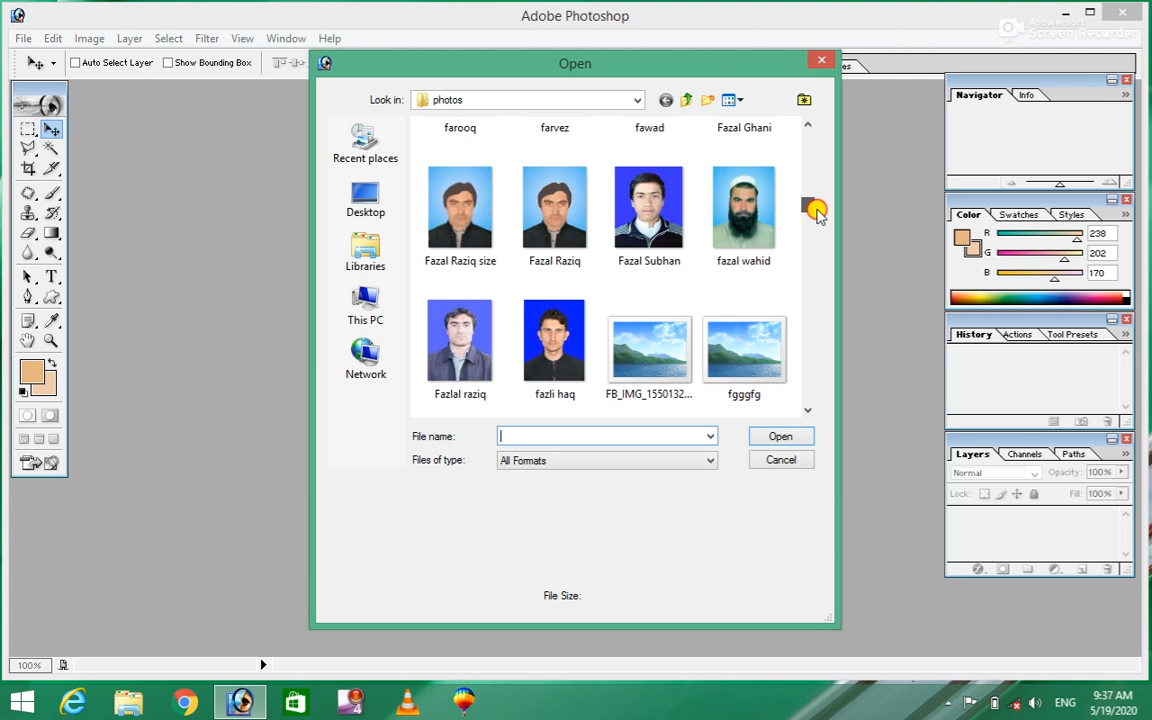 Adobe Photoshop
Apowersoft
Screen Recorder
File Edit Image Layer Select Filter View Window Help
Auto Select Layer Show Bounding Box
Open
Look in: photos
Recent places
Desktop
Libraries
This PC
Network
farooq farvez fawad Fazal Ghani
Fazal Raziq size Fazal Raziq Fazal Subhan fazal wahid
Fazlal raziq fazli haq FB_IMG_1550132... fgggfg
File name: Open
Files of type: All Formats Cancel
File Size:
Navigator Info
Color Swatches Styles
R 238
G 202
B 170
History Actions Tool Presets
Layers Channels Paths
Normal Opacity: 100%
Lock: Fill: 100%
100%
4
ENG
9:37 AM
5/19/2020